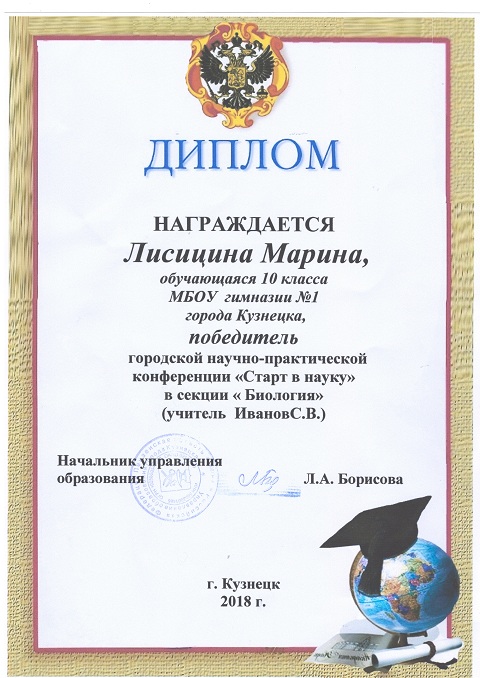 ДИПЛОМ
НАГРАЖДАЕТСЯ
Лисицина Марина,
обучающаяся 10 класса
МБОУ гимназии №1
города Кузнецка,
победитель
городской научно-практической
конференции «Старт в науку»
в секции « Биология»
(учитель ИвановС.В.)
Начальник управления
образования Л.А. Борисова
г. Кузнецк
2018 г.